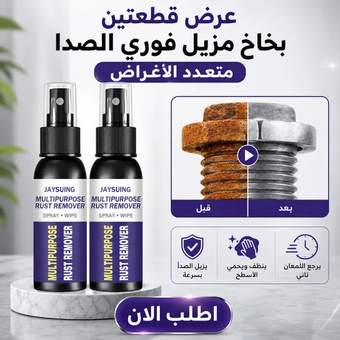 عرض قطعتين
بخاخ مزيل فوري الصدا
متعدد الأغراض
JAYSUING
MULTIPURPOSE
RUST REMOVER
SPRAY • WIPE
MULTIPURPOSE
RUST REMOVER
JAYSUING
MULTIPURPOSE
RUST REMOVER
SPRAY • WIPE
MULTIPURPOSE
RUST REMOVER
قبل
بعد
يزيل الصدأ
بسرعة
ينظف ويحمي
الأسطح
يرجع اللمعان
تاني
اطلب الان